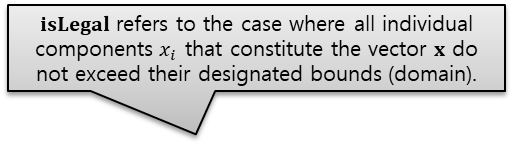 isLegal refers to the case where all individual
components xᵢ that constitute the vector x do
not exceed their designated bounds (domain).